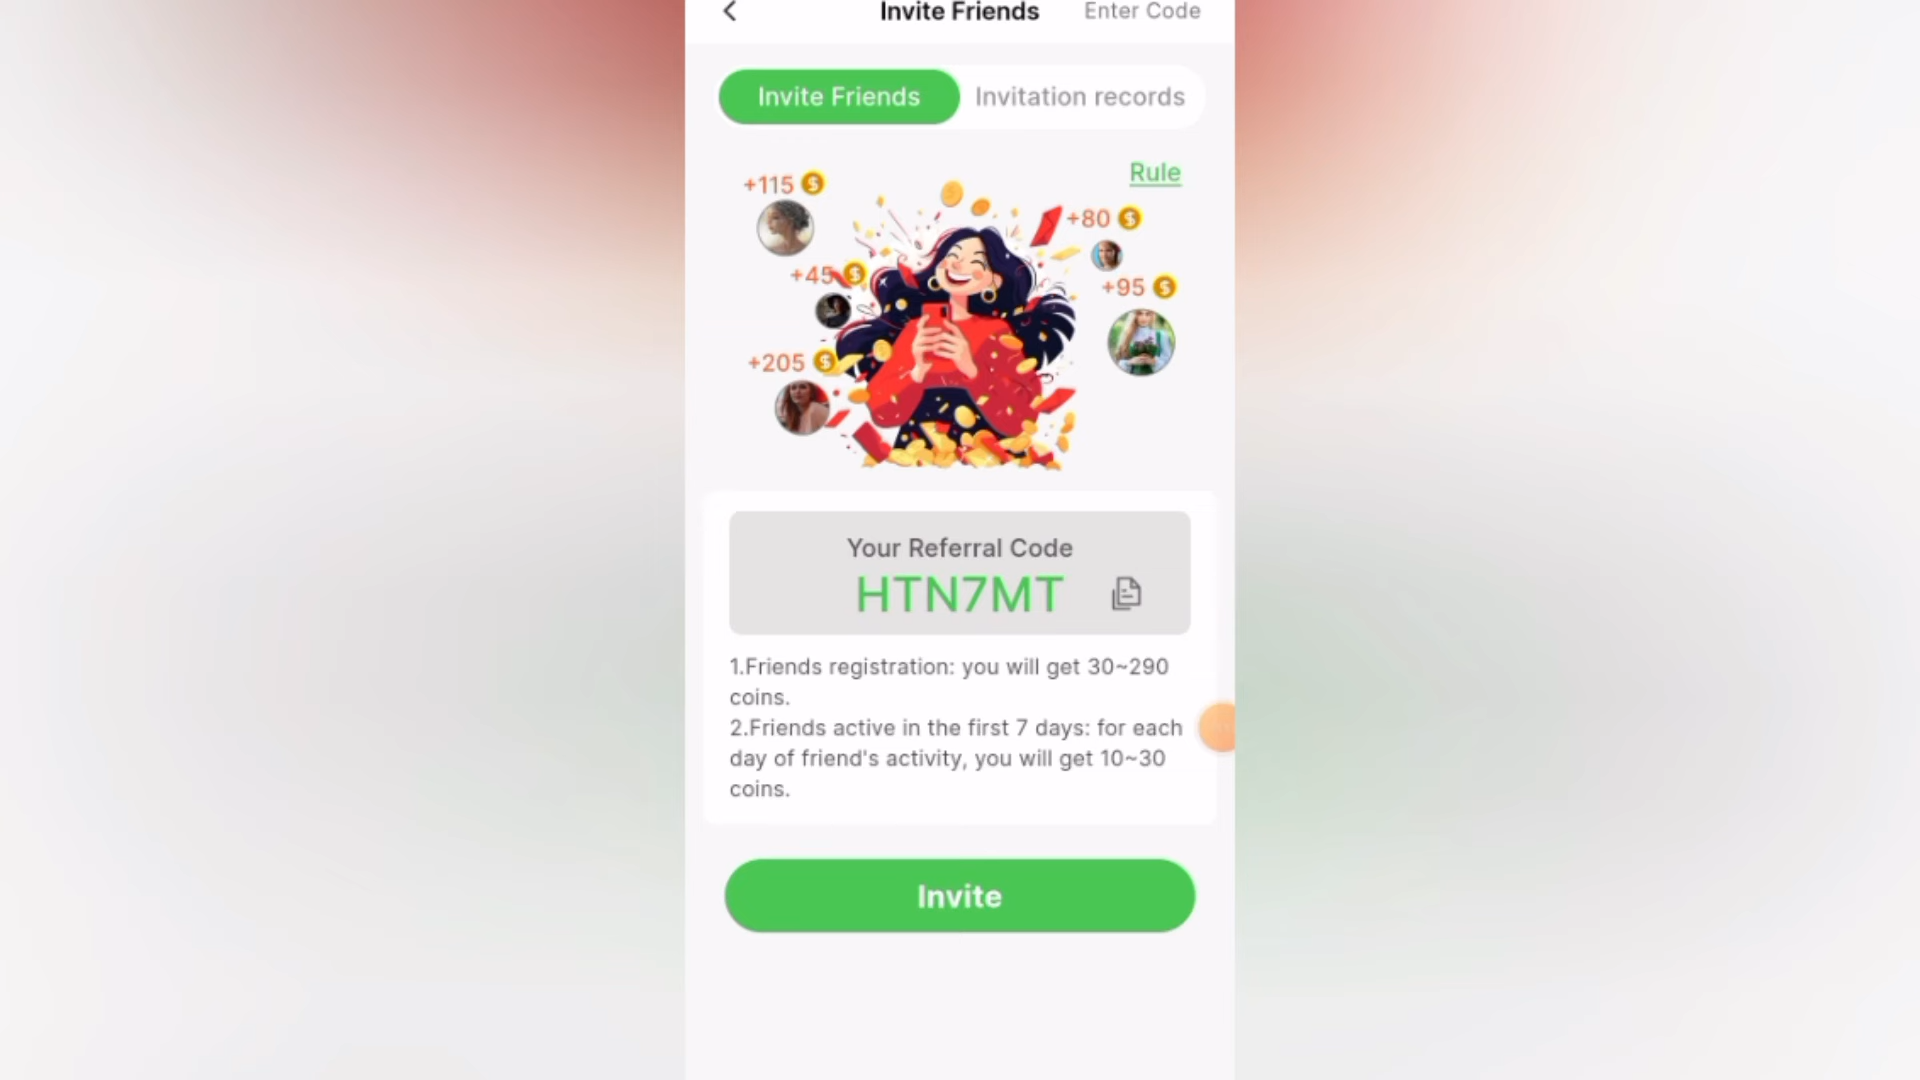 Invite Friends
Enter Code
Invite Friends
Invitation records
Rule
+115
+80
+45
+95
+205
Your Referral Code
HTN7MT
1.Friends registration: you will get 30~290
coins.
2.Friends active in the first 7 days: for each
day of friend's activity, you will get 10~30
coins.
Invite